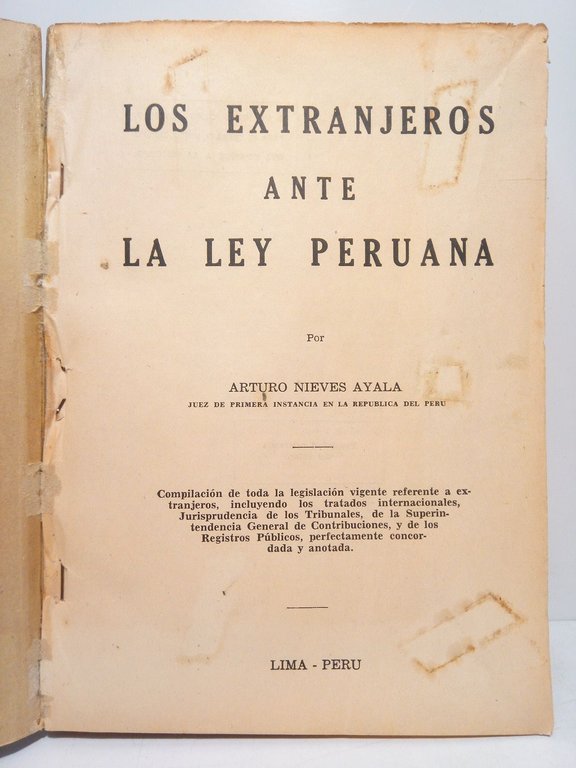 LOS EXTRANJEROS
ANTE
LA LEY PERUANA
Por
ARTURO NIEVES AYALA
JUEZ DE PRIMERA INSTANCIA EN LA REPUBLICA DEL PERU
Compilación de toda la legislación vigente referente a ex-
tranjeros, incluyendo los tratados internacionales,
Jurisprudencia de los Tribunales, de la Superin-
tendencia General de Contribuciones, y de los
Registros Públicos, perfectamente concor-
dada y anotada.
LIMA - PERU